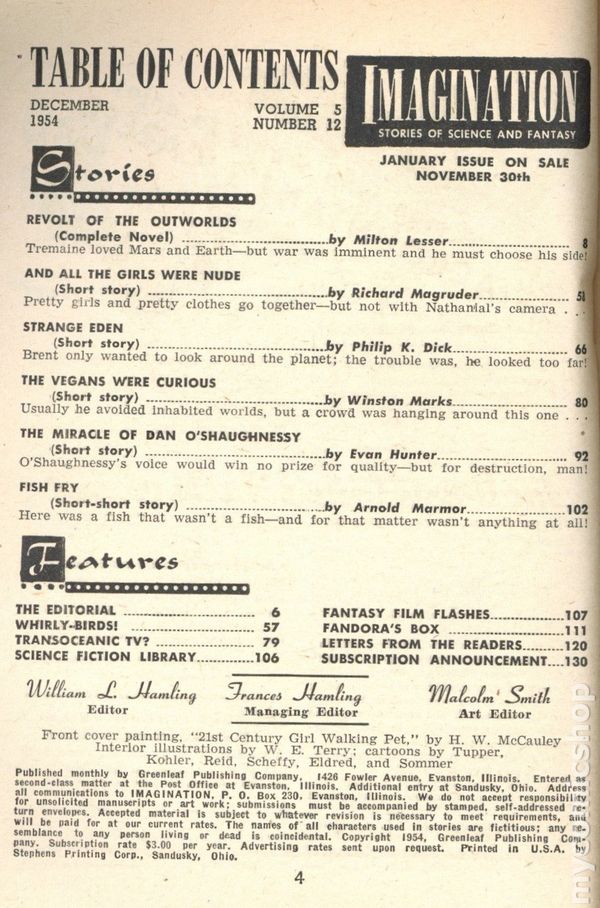 TABLE OF CONTENTS
DECEMBER
1954
VOLUME 5
NUMBER 12
IMAGINATION
STORIES OF SCIENCE AND FANTASY
JANUARY ISSUE ON SALE
NOVEMBER 30th
Stories
REVOLT OF THE OUTWORLDS
(Complete Novel) ........................by Milton Lesser........................ 8
Tremaine loved Mars and Earth—but war was imminent and he must choose his side!
AND ALL THE GIRLS WERE NUDE
(Short story) ........................by Richard Magruder........................ 51
Pretty girls and pretty clothes go together—but not with Nathanial's camera . . .
STRANGE EDEN
(Short story) ........................by Philip K. Dick........................ 66
Brent only wanted to look around the planet; the trouble was, he looked too far!
THE VEGANS WERE CURIOUS
(Short story) ........................by Winston Marks........................ 80
Usually he avoided inhabited worlds, but a crowd was hanging around this one . . .
THE MIRACLE OF DAN O'SHAUGHNESSY
(Short story) ........................by Evan Hunter........................ 92
O'Shaughnessy's voice would win no prize for quality—but for destruction, man!
FISH FRY
(Short-short story) ........................by Arnold Marmor........................102
Here was a fish that wasn't a fish—and for that matter wasn't anything at all!
Features
THE EDITORIAL ........................ 6
WHIRLY-BIRDS! ........................ 57
TRANSOCEANIC TV? ........................ 79
SCIENCE FICTION LIBRARY............106
FANTASY FILM FLASHES............107
FANDORA'S BOX ............111
LETTERS FROM THE READERS......120
SUBSCRIPTION ANNOUNCEMENT....130
William L. Hamling
Editor
Frances Hamling
Managing Editor
Malcolm Smith
Art Editor
Front cover painting, "21st Century Girl Walking Pet," by H. W. McCauley
Interior illustrations by W. E. Terry; cartoons by Tupper,
Kohler, Reid, Scheffy, Eldred, and Sommer
Published monthly by Greenleaf Publishing Company, 1426 Fowler Avenue, Evanston, Illinois. Entered as
second-class matter at the Post Office at Evanston, Illinois. Additional entry at Sandusky, Ohio. Address
all communications to IMAGINATION, P. O. Box 230, Evanston, Illinois. We do not accept responsibility
for unsolicited manuscripts or art work; submissions must be accompanied by stamped, self-addressed re-
turn envelopes. Accepted material is subject to whatever revision is necessary to meet requirements, and
will be paid for at our current rates. The names of all characters used in stories are fictitious; any re-
semblance to any person living or dead is coincidental. Copyright 1954, Greenleaf Publishing Com-
pany. Subscription rate $3.00 per year. Advertising rates sent upon request. Printed in U.S.A. by
Stephens Printing Corp., Sandusky, Ohio.
4
mycomicshop